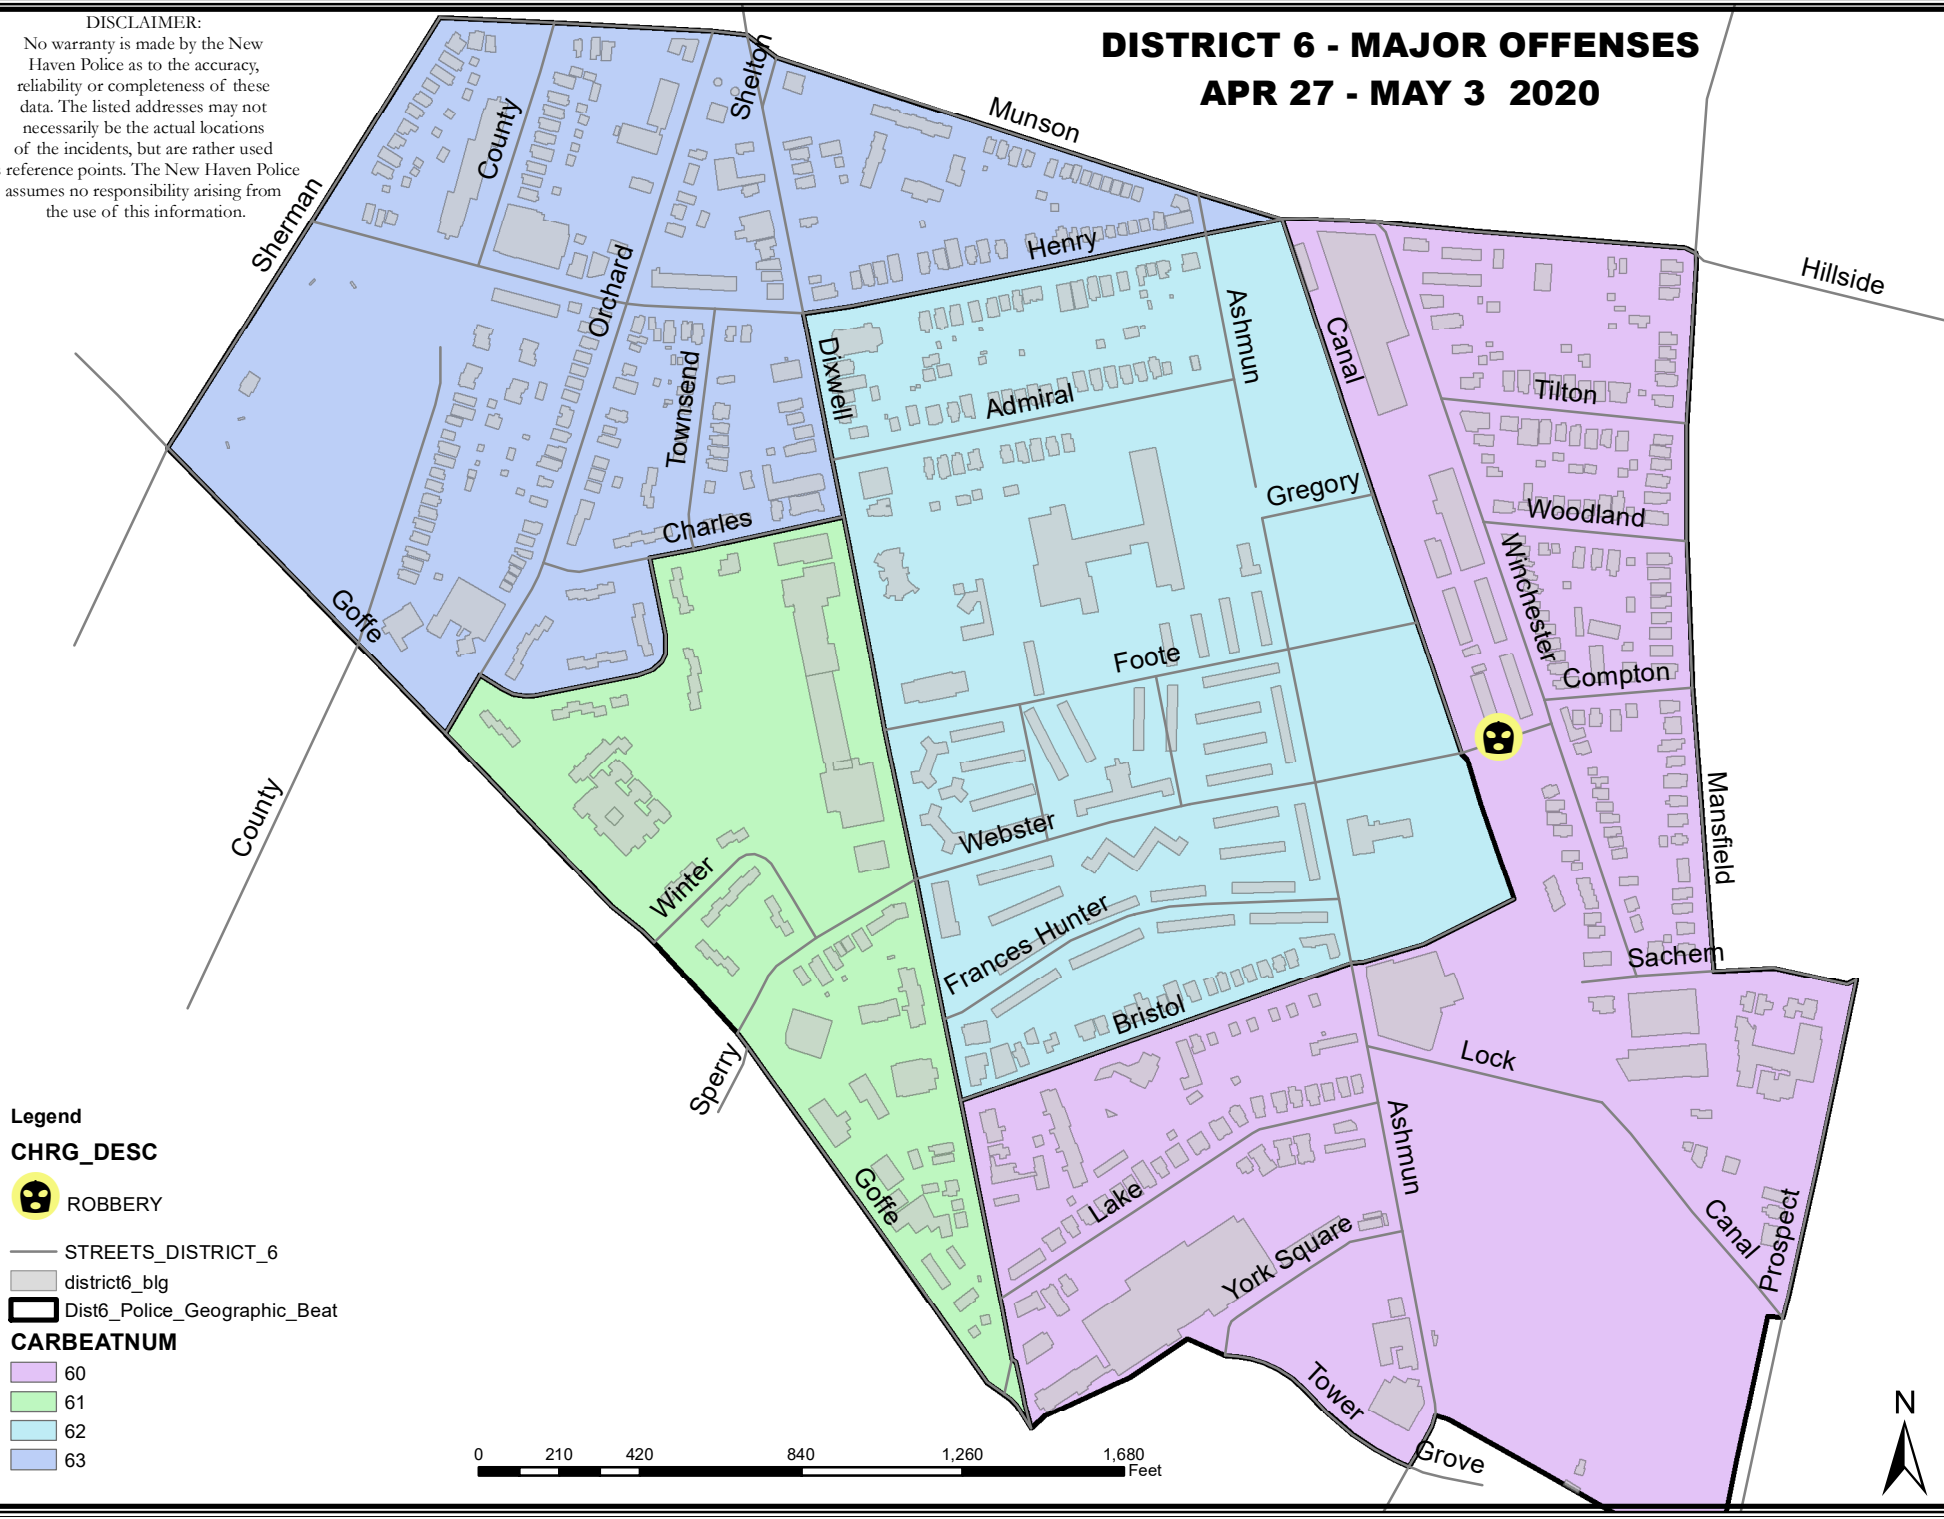 DISCLAIMER:
No warranty is made by the New
Haven Police as to the accuracy,
reliability or completeness of these
data. The listed addresses may not
necessarily be the actual locations
of the incidents, but are rather used
reference points. The New Haven Police
assumes no responsibility arising from
the use of this information.
DISTRICT 6 - MAJOR OFFENSES
APR 27 - MAY 3 2020
Shelton
Munson
County
Sherman
Henry
Orchard
Hillside
Ashmun
Canal
Dixwell
Townsend
Admiral
Tilton
Gregory
Charles
Woodland
Winchester
Goffe
Foote
Compton
County
Webster
Mansfield
Winter
Frances Hunter
Sachem
Bristol
Sperry
Lock
Ashmun
Goffe
Lake
York Square
Canal
Prospect
Tower
Grove
Legend
CHRG_DESC
ROBBERY
STREETS_DISTRICT_6
district6_blg
Dist6_Police_Geographic_Beat
CARBEATNUM
60
61
62
63
0 210 420 840 1,260 1,680
Feet
N